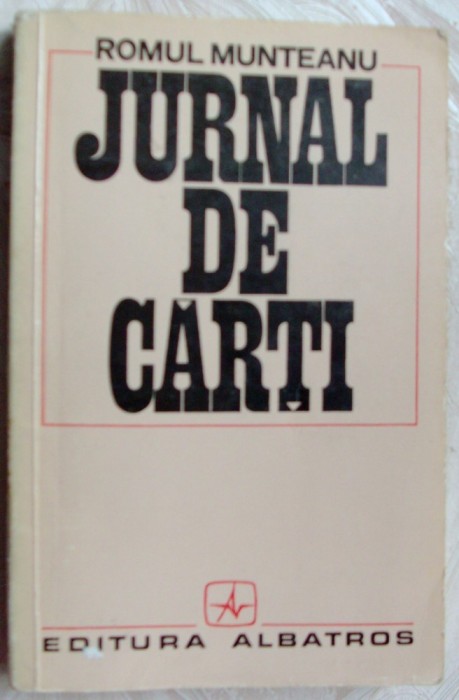 ROMUL MUNTEANU
JURNAL
DE
CĂRȚI
EDITURA ALBATROS